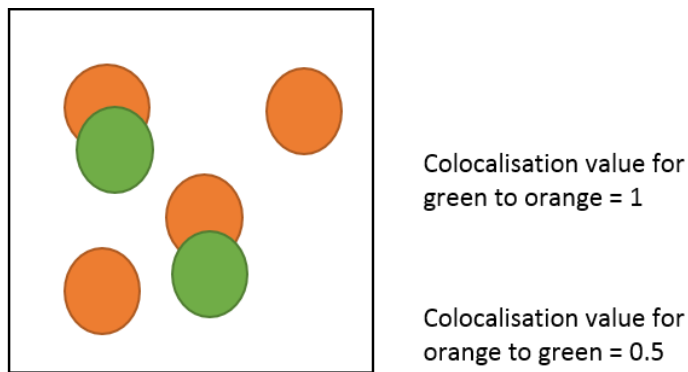 Colocalisation value for
green to orange = 1
Colocalisation value for
orange to green = 0.5